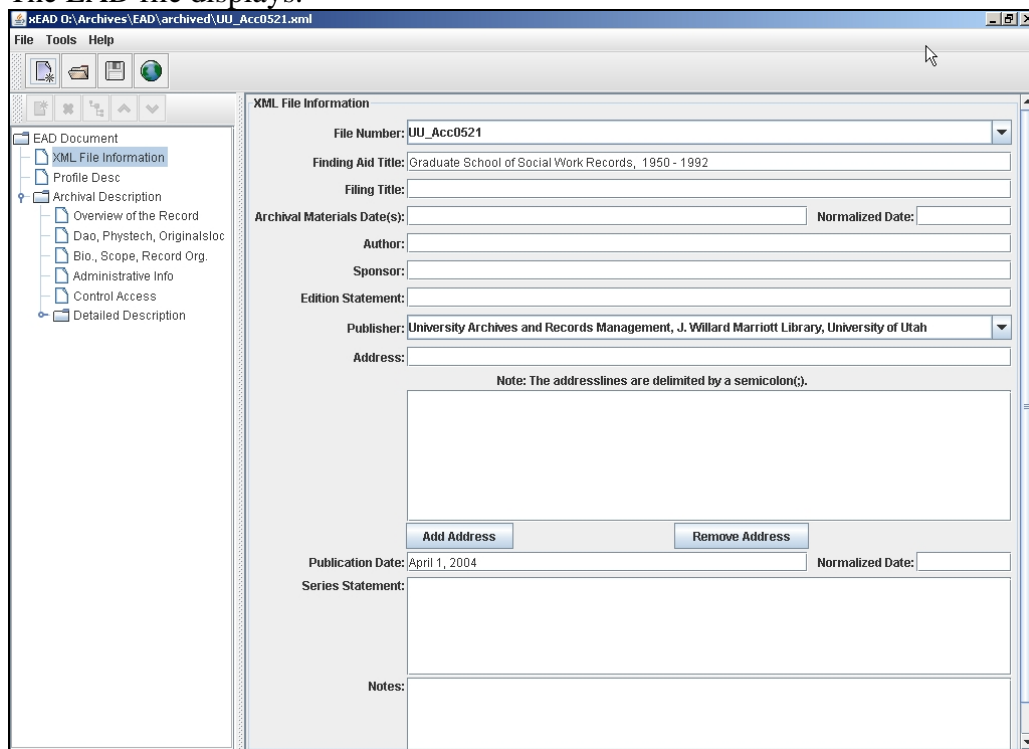 The EAD file displays.
xEAD O:\Archives\EAD\archived\UU_Acc0521.xml
File Tools Help
EAD Document
XML File Information
Profile Desc
Archival Description
Overview of the Record
Dao, Phystech, Originalsloc
Bio., Scope, Record Org.
Administrative Info
Control Access
Detailed Description
XML File Information
File Number: UU_Acc0521
Finding Aid Title: Graduate School of Social Work Records, 1950 - 1992
Filing Title:
Archival Materials Date(s): Normalized Date:
Author:
Sponsor:
Edition Statement:
Publisher: University Archives and Records Management, J. Willard Marriott Library, University of Utah
Address:
Note: The addresslines are delimited by a semicolon(;).
Add Address Remove Address
Publication Date: April 1, 2004 Normalized Date:
Series Statement:
Notes: